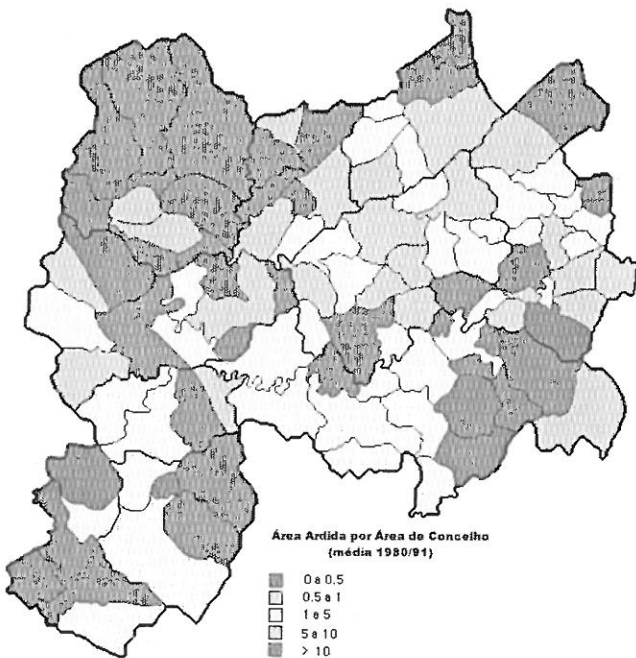 Área Ardida por Área de Concelho
(média 1980/91)
0 a 0.5
0.5 a 1
1 a 5
5 a 10
> 10